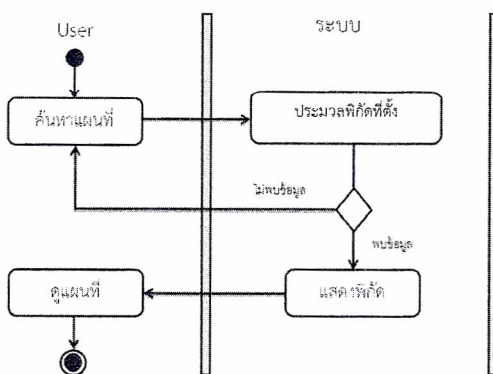 User
ระบบ
ค้นหาแผนที่
ประมวลพิกัดที่ตั้ง
ไม่พบข้อมูล
พบข้อมูล
ดูแผนที่
แสดงพิกัด